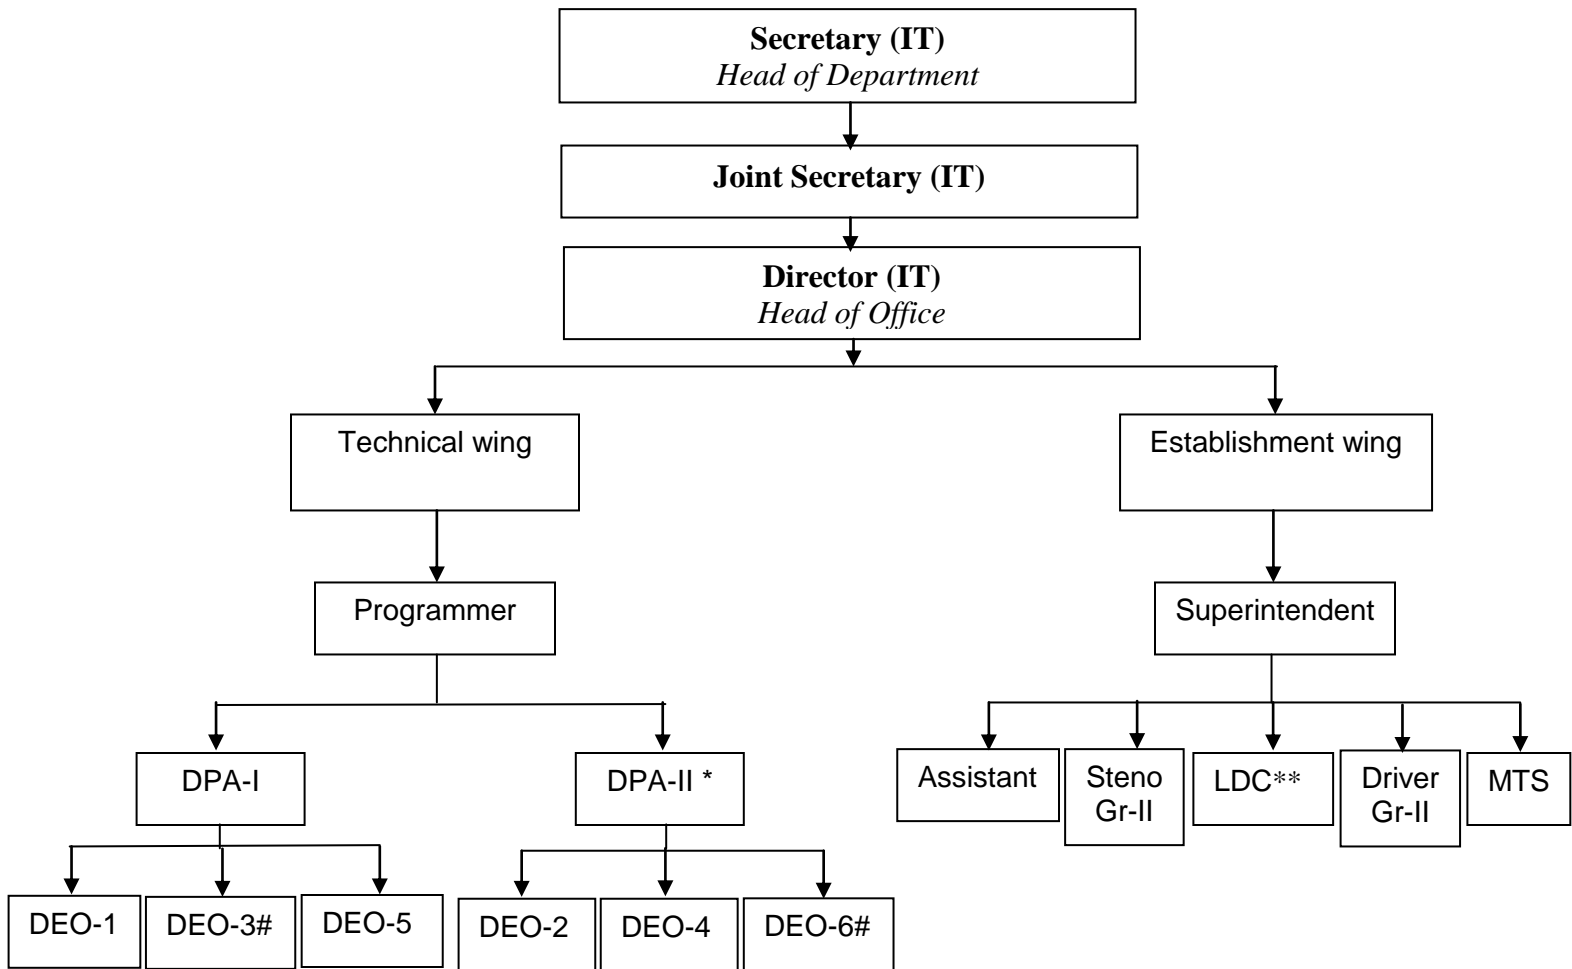 Secretary (IT)
Head of Department
Joint Secretary (IT)
Director (IT)
Head of Office
Technical wing
Establishment wing
Programmer
Superintendent
DPA-I
DPA-II *
Assistant
Steno
Gr-II
LDC**
Driver
Gr-II
MTS
DEO-1
DEO-3#
DEO-5
DEO-2
DEO-4
DEO-6#